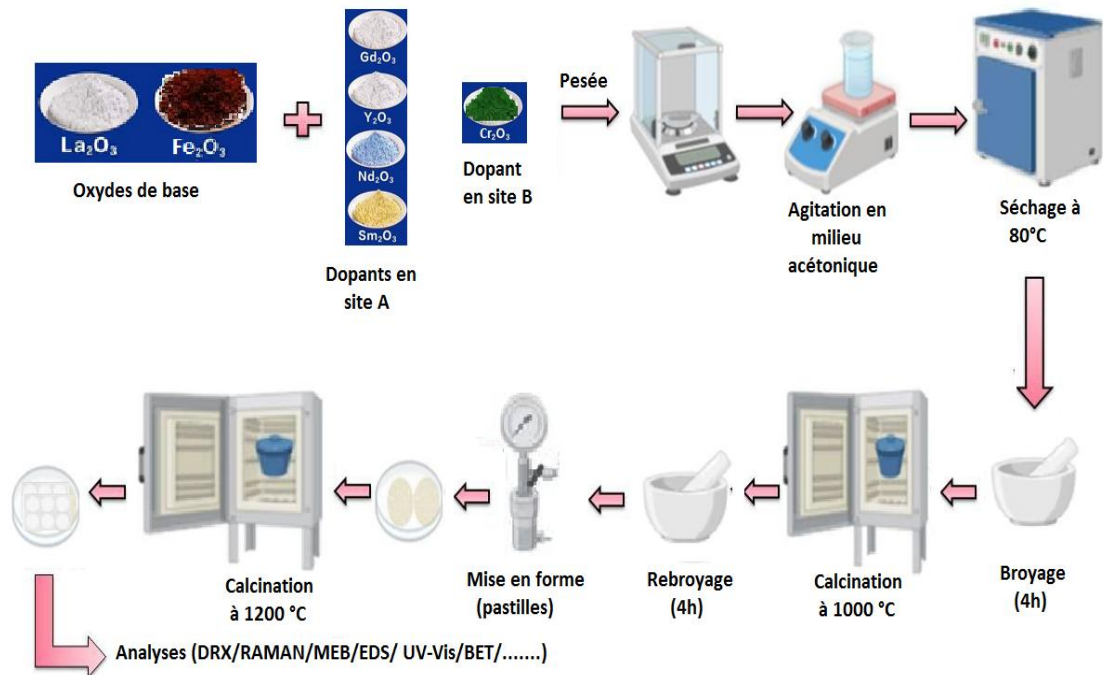 La₂O₃
Fe₂O₃
Oxydes de base
Gd₂O₃
Y₂O₃
Nd₂O₃
Sm₂O₃
Dopants en
site A
Cr₂O₃
Dopant
en site B
Pesée
Agitation en
milieu
acétonique
Séchage à
80°C
Broyage
(4h)
Calcination
à 1000 °C
Rebroyage
(4h)
Mise en forme
(pastilles)
Calcination
à 1200 °C
Analyses (DRX/RAMAN/MEB/EDS/ UV-Vis/BET/.......)